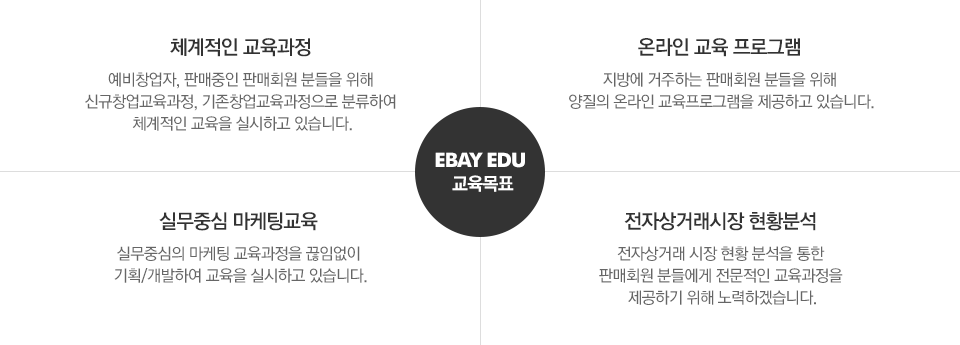 체계적인 교육과정
예비창업자, 판매중인 판매회원 분들을 위해
신규창업교육과정, 기존창업교육과정으로 분류하여
체계적인 교육을 실시하고 있습니다.
온라인 교육 프로그램
지방에 거주하는 판매회원 분들을 위해
양질의 온라인 교육프로그램을 제공하고 있습니다.
EBAY EDU
교육목표
실무중심 마케팅교육
실무중심의 마케팅 교육과정을 끊임없이
기획/개발하여 교육을 실시하고 있습니다.
전자상거래시장 현황분석
전자상거래 시장 현황 분석을 통한
판매회원 분들에게 전문적인 교육과정을
제공하기 위해 노력하겠습니다.